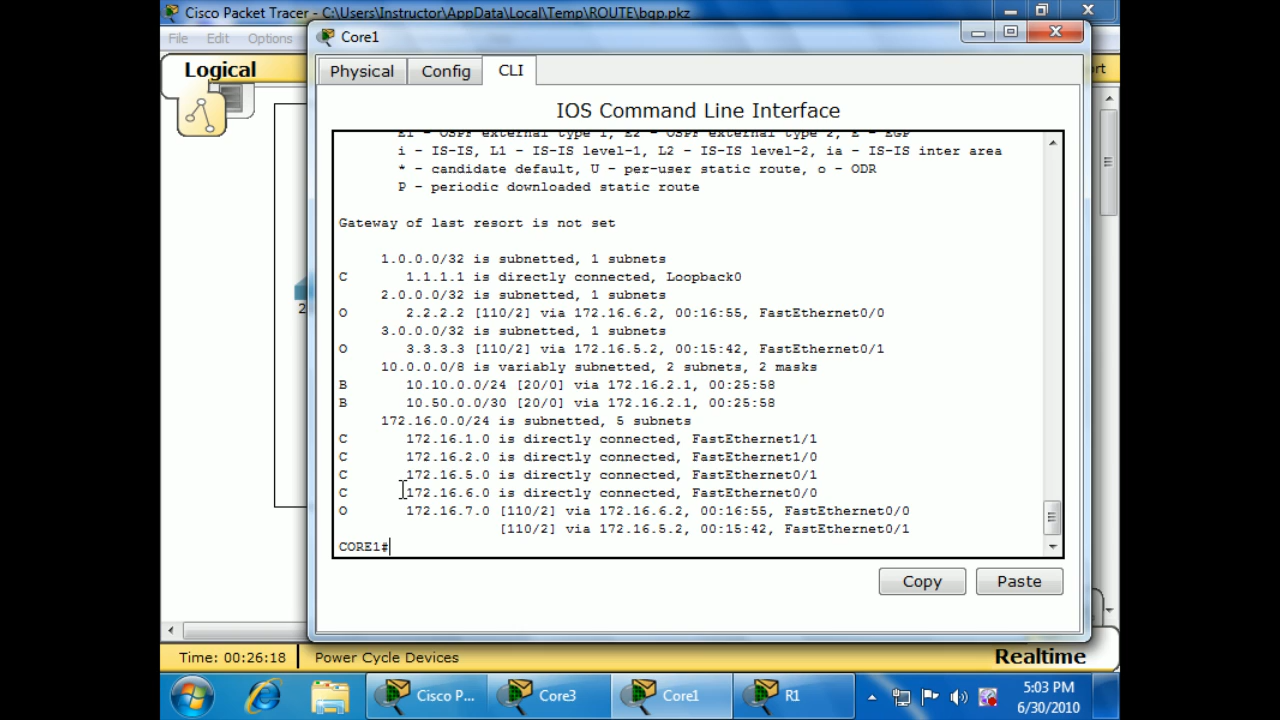 Cisco Packet Tracer - C:\Users\Instructor\AppData\Local\Temp\ROUTE\bgp.pkz
File Edit Options
Core1
Logical
Physical Config CLI
IOS Command Line Interface
E1 - OSPF external type 1, E2 - OSPF external type 2, E - EGP
i - IS-IS, L1 - IS-IS level-1, L2 - IS-IS level-2, ia - IS-IS inter area
* - candidate default, U - per-user static route, o - ODR
P - periodic downloaded static route
Gateway of last resort is not set
1.0.0.0/32 is subnetted, 1 subnets
C 1.1.1.1 is directly connected, Loopback0
2.0.0.0/32 is subnetted, 1 subnets
O 2.2.2.2 [110/2] via 172.16.6.2, 00:16:55, FastEthernet0/0
3.0.0.0/32 is subnetted, 1 subnets
O 3.3.3.3 [110/2] via 172.16.5.2, 00:15:42, FastEthernet0/1
10.0.0.0/8 is variably subnetted, 2 subnets, 2 masks
B 10.10.0.0/24 [20/0] via 172.16.2.1, 00:25:58
B 10.50.0.0/30 [20/0] via 172.16.2.1, 00:25:58
172.16.0.0/24 is subnetted, 5 subnets
C 172.16.1.0 is directly connected, FastEthernet1/1
C 172.16.2.0 is directly connected, FastEthernet1/0
C 172.16.5.0 is directly connected, FastEthernet0/1
C 172.16.6.0 is directly connected, FastEthernet0/0
O 172.16.7.0 [110/2] via 172.16.6.2, 00:16:55, FastEthernet0/0
[110/2] via 172.16.5.2, 00:15:42, FastEthernet0/1
CORE1#
Copy Paste
Time: 00:26:18 Power Cycle Devices Realtime
Cisco P... Core3 Core1 R1
5:03 PM
6/30/2010